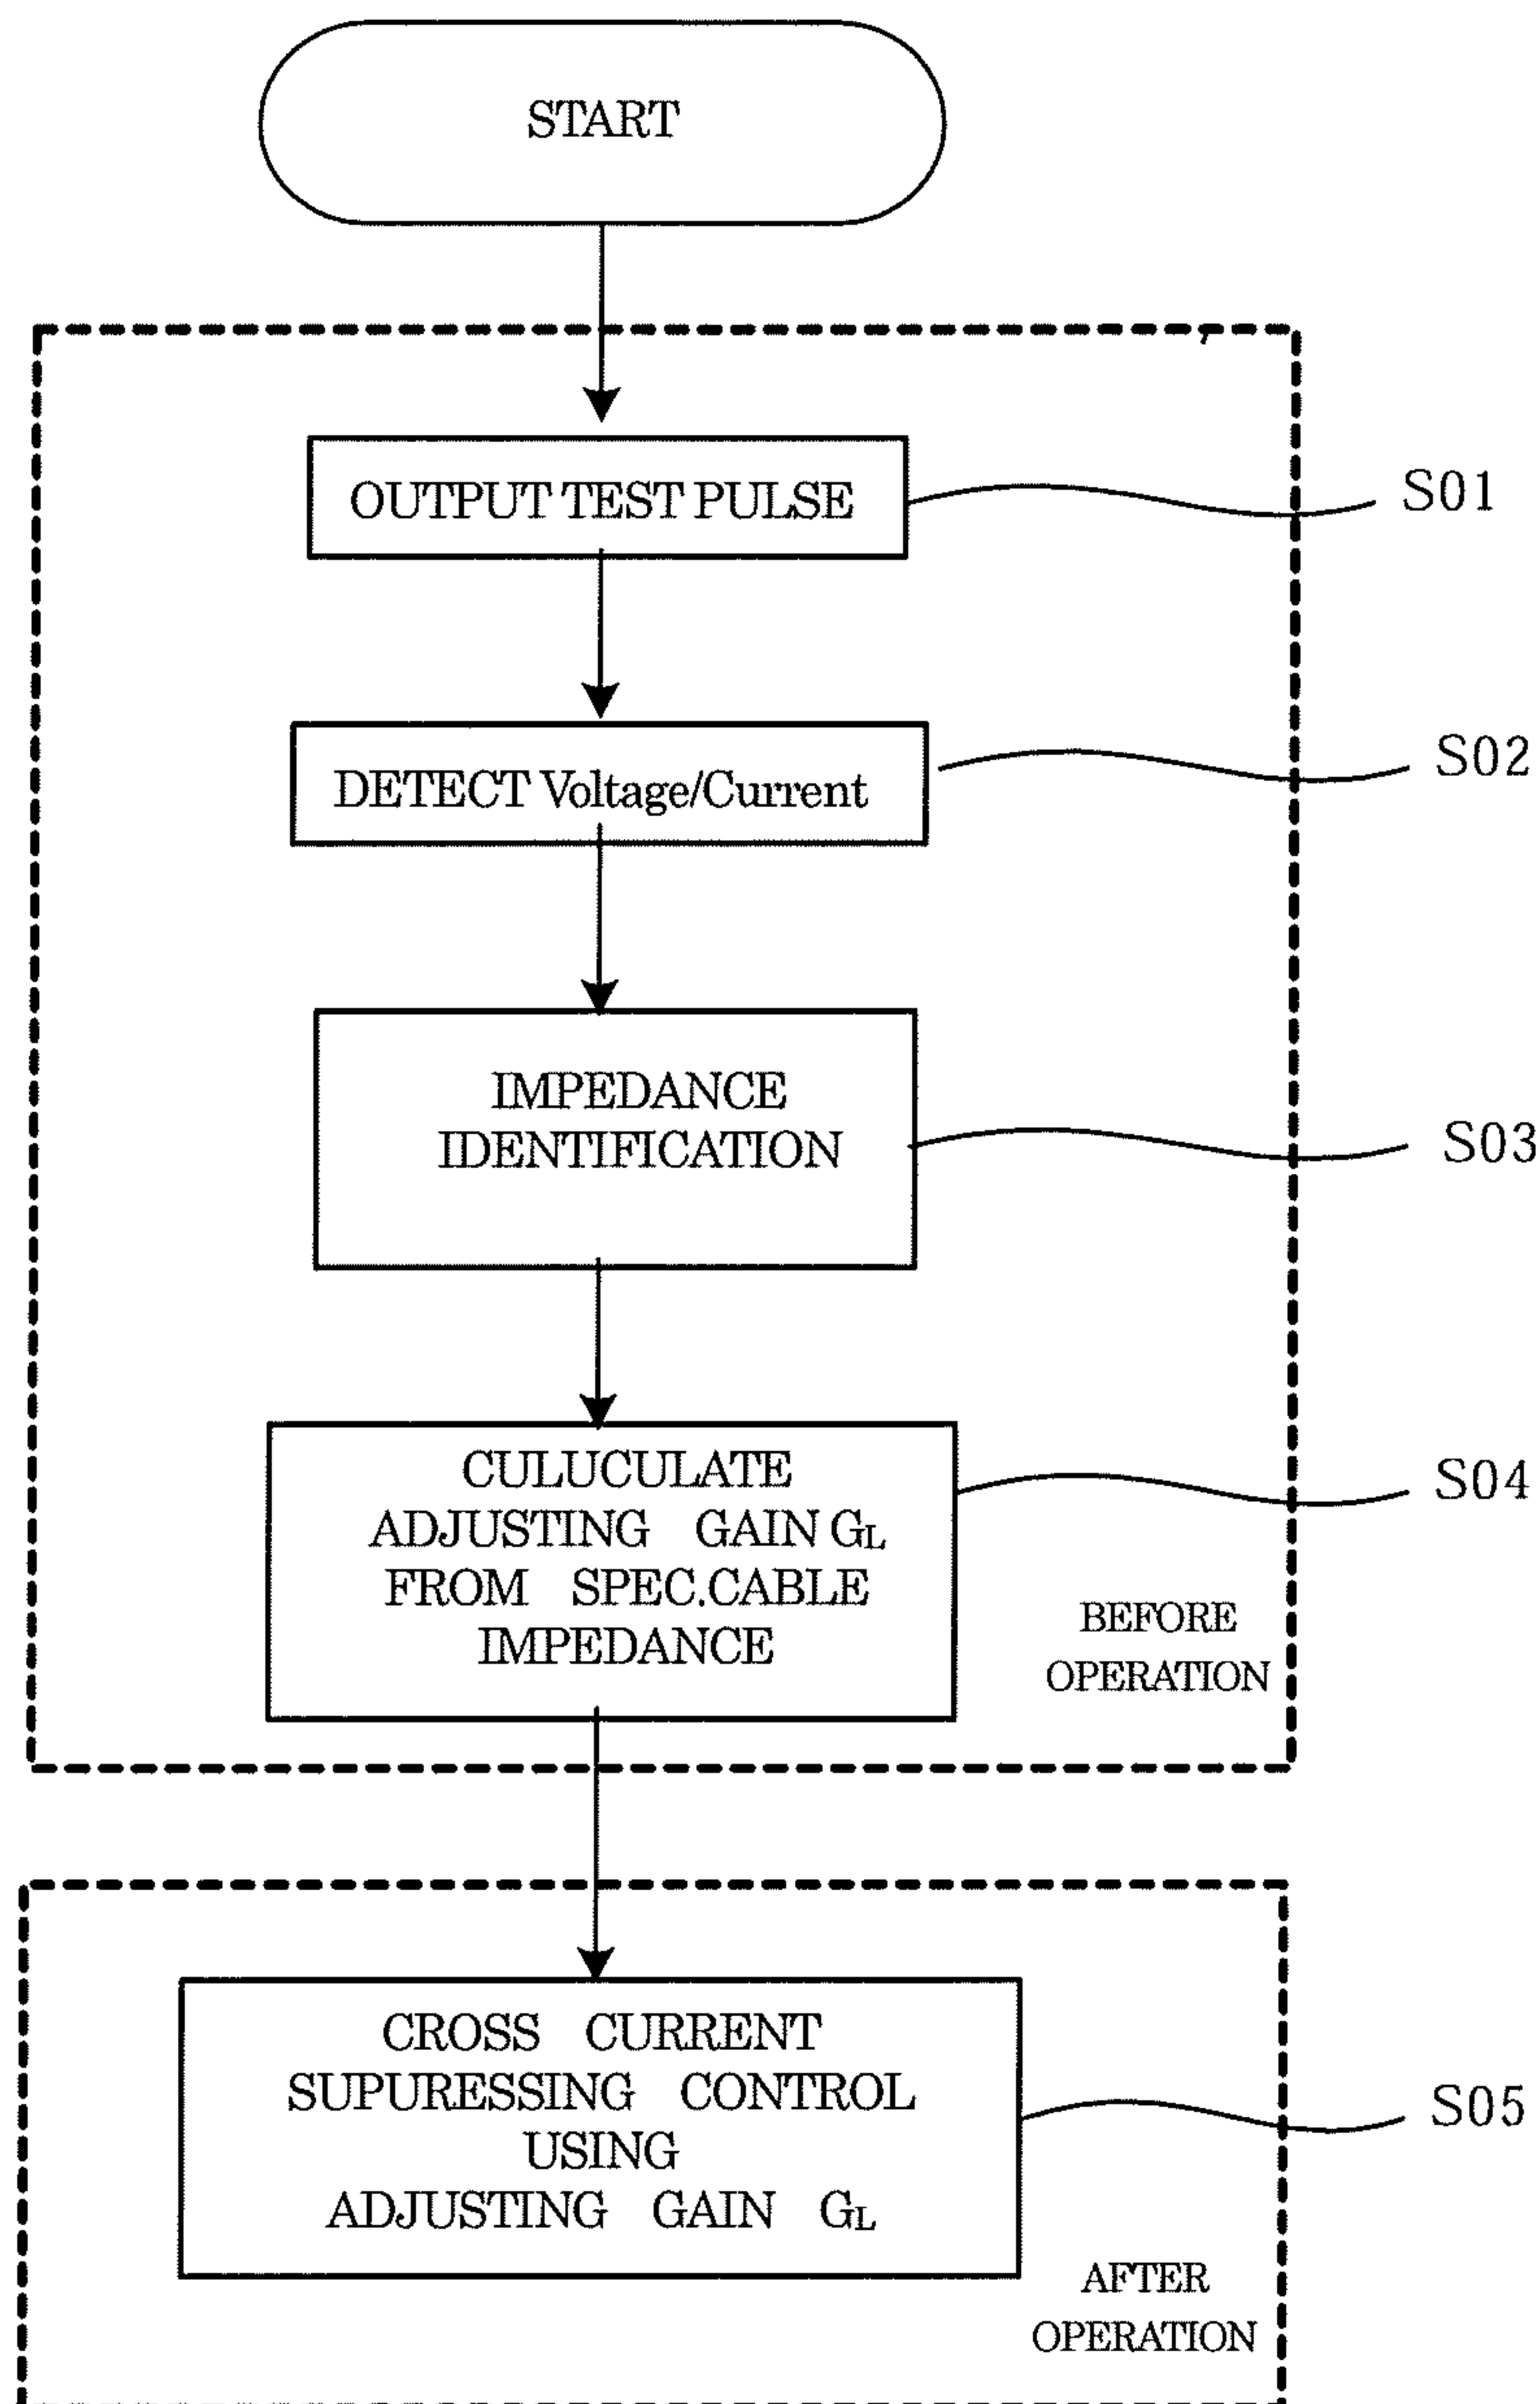 START
OUTPUT TEST PULSE
S01
DETECT Voltage/Current
S02
IMPEDANCE
IDENTIFICATION
S03
CULUCULATE
ADJUSTING GAIN GL
FROM SPEC.CABLE
IMPEDANCE
S04
BEFORE
OPERATION
CROSS CURRENT
SUPURESSING CONTROL
USING
ADJUSTING GAIN GL
S05
AFTER
OPERATION